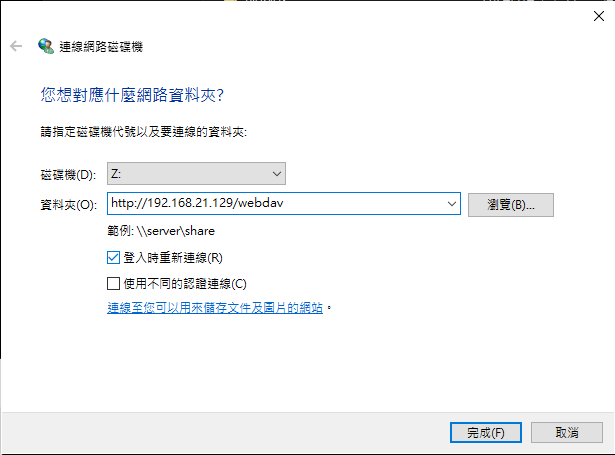 連線網路磁碟機
您想對應什麼網路資料夾?
請指定磁碟機代號以及要連線的資料夾:
磁碟機(D): Z:
資料夾(O): http://192.168.21.129/webdav 瀏覽(B)...
範例: \\server\share
登入時重新連線(R)
使用不同的認證連線(C)
連線至您可以用來儲存文件及圖片的網站。
完成(F) 取消